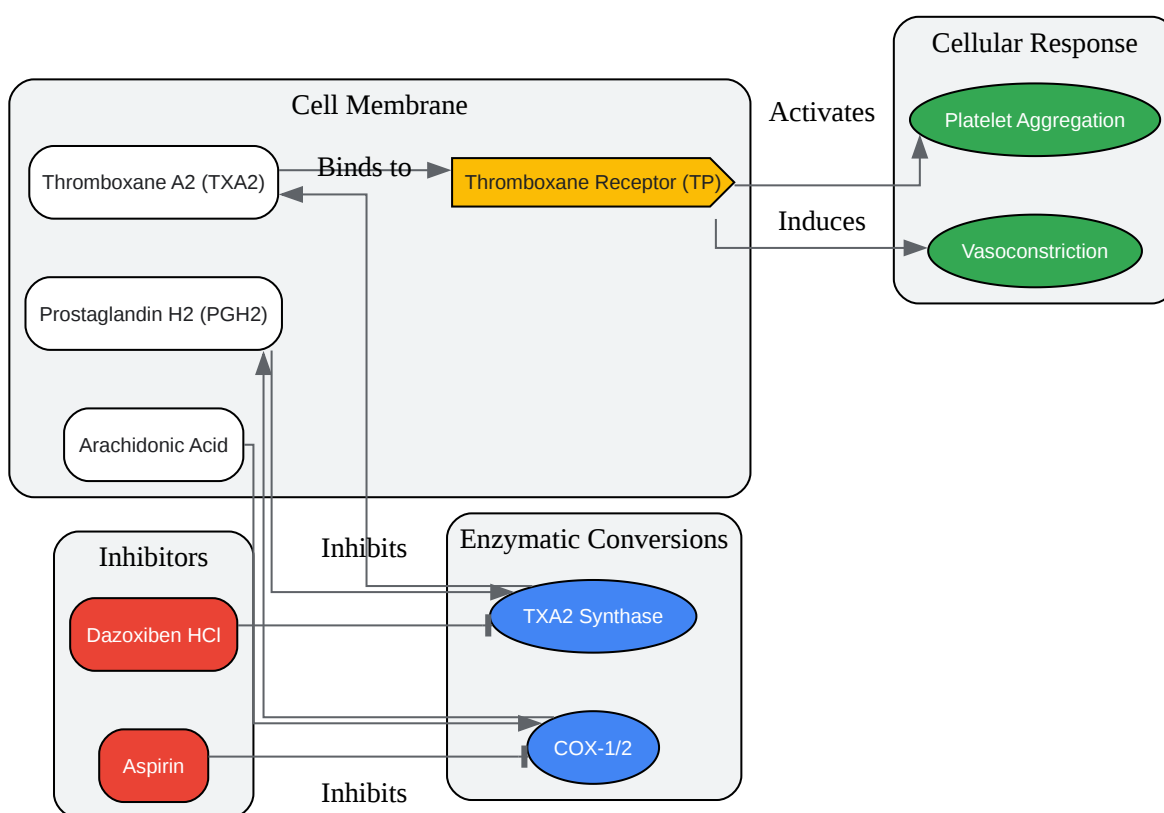 Cellular Response
Cell Membrane
Activates
Platelet Aggregation
Thromboxane A2 (TXA2)
Binds to
Thromboxane Receptor (TP)
Induces
Vasoconstriction
Prostaglandin H2 (PGH2)
Arachidonic Acid
Inhibitors
Inhibits
Enzymatic Conversions
TXA2 Synthase
Dazoxiben HCl
COX-1/2
Aspirin
Inhibits